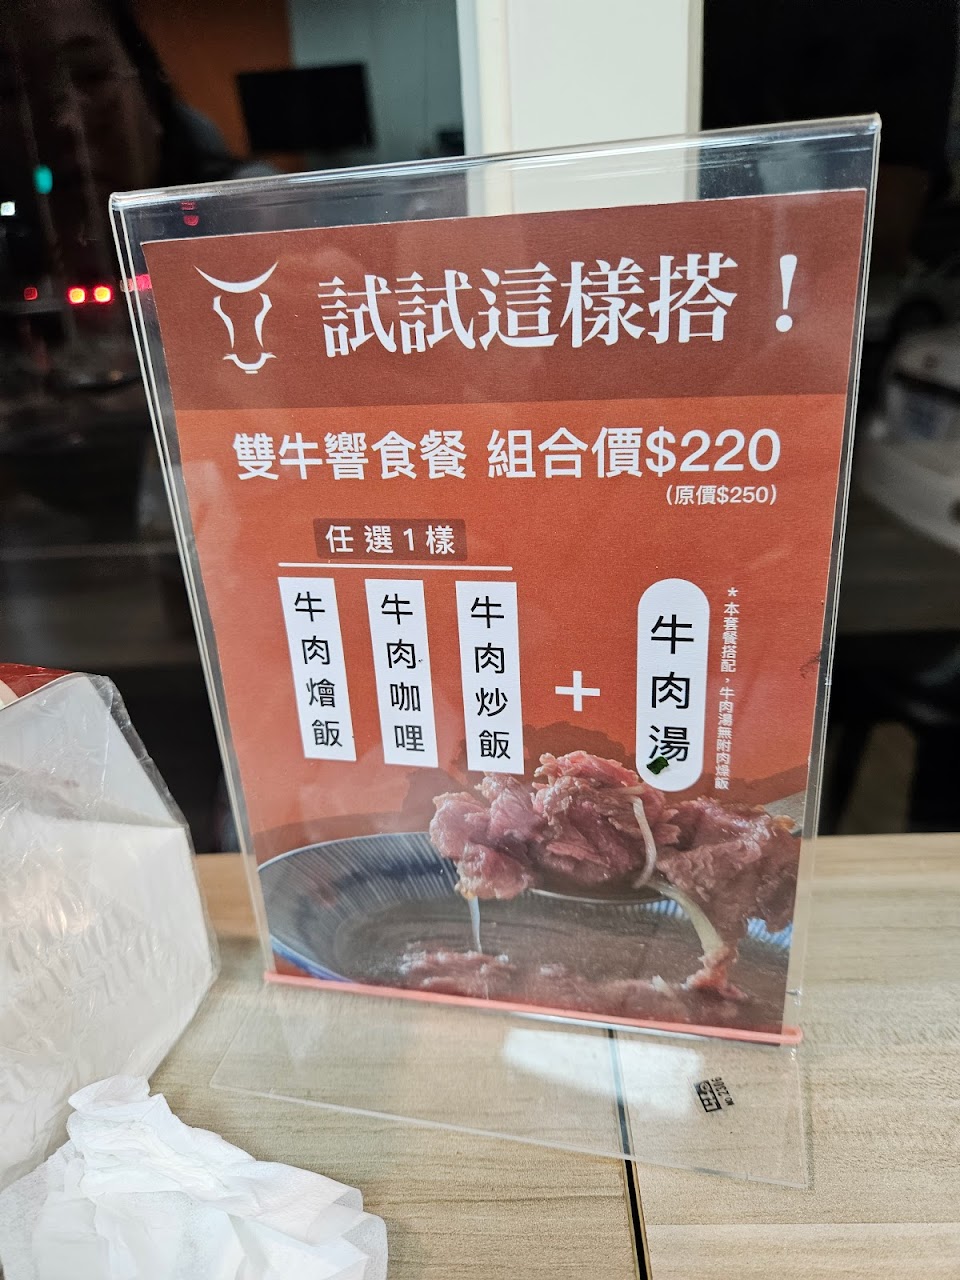 試試這樣搭！
雙牛響食餐 組合價$220
(原價$250)
任選1樣
牛肉燴飯
牛肉咖哩
牛肉炒飯
+
牛肉湯
*本套餐搭配，牛肉湯無附肉燥飯